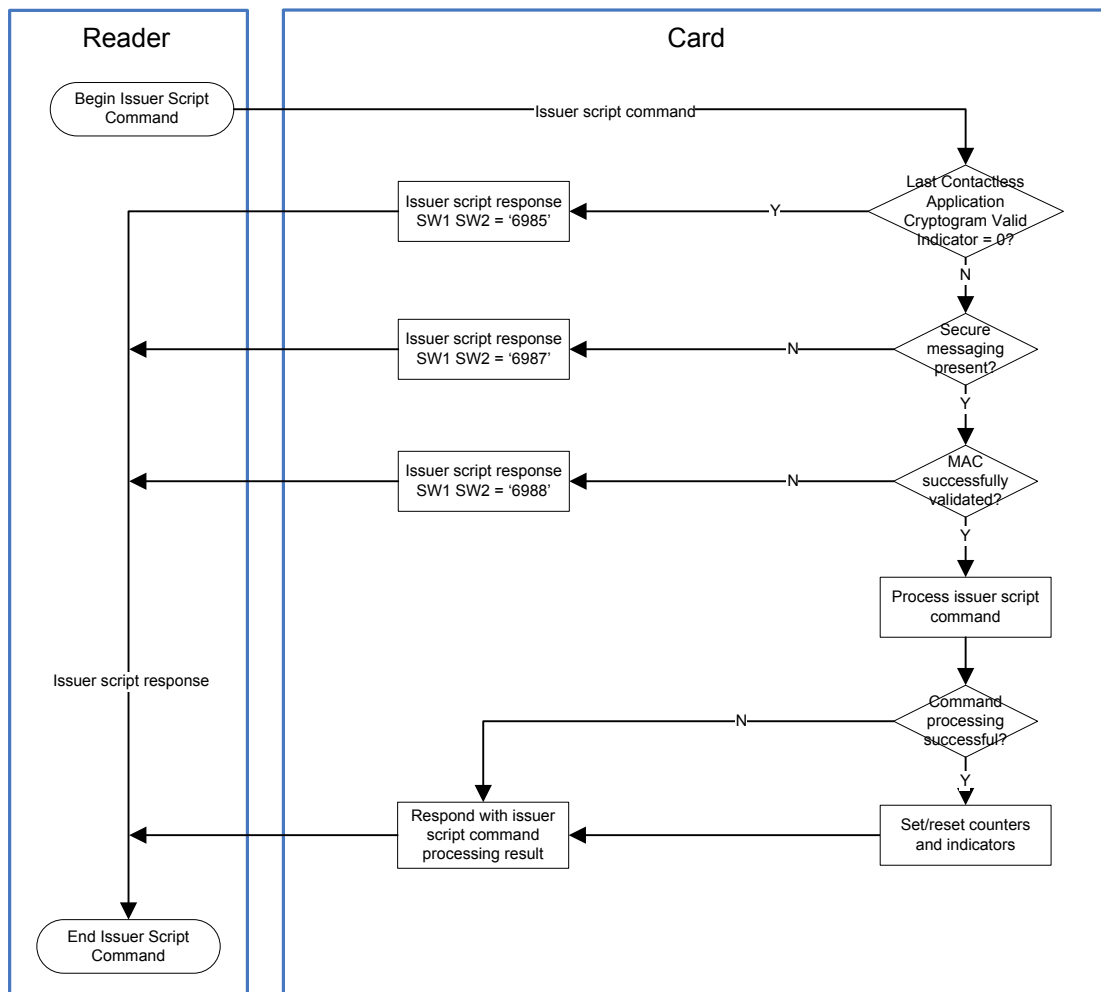 Reader
Card
Begin Issuer Script
Command
Issuer script command
Last Contactless
Application
Cryptogram Valid
Indicator = 0?
Y
Issuer script response
SW1 SW2 = ‘6985’
N
Secure
messaging
present?
N
Issuer script response
SW1 SW2 = ‘6987’
Y
MAC
successfully
validated?
N
Issuer script response
SW1 SW2 = ‘6988’
Y
Process issuer script
command
Issuer script response
Command
processing
successful?
N
Y
Respond with issuer
script command
processing result
Set/reset counters
and indicators
End Issuer Script
Command